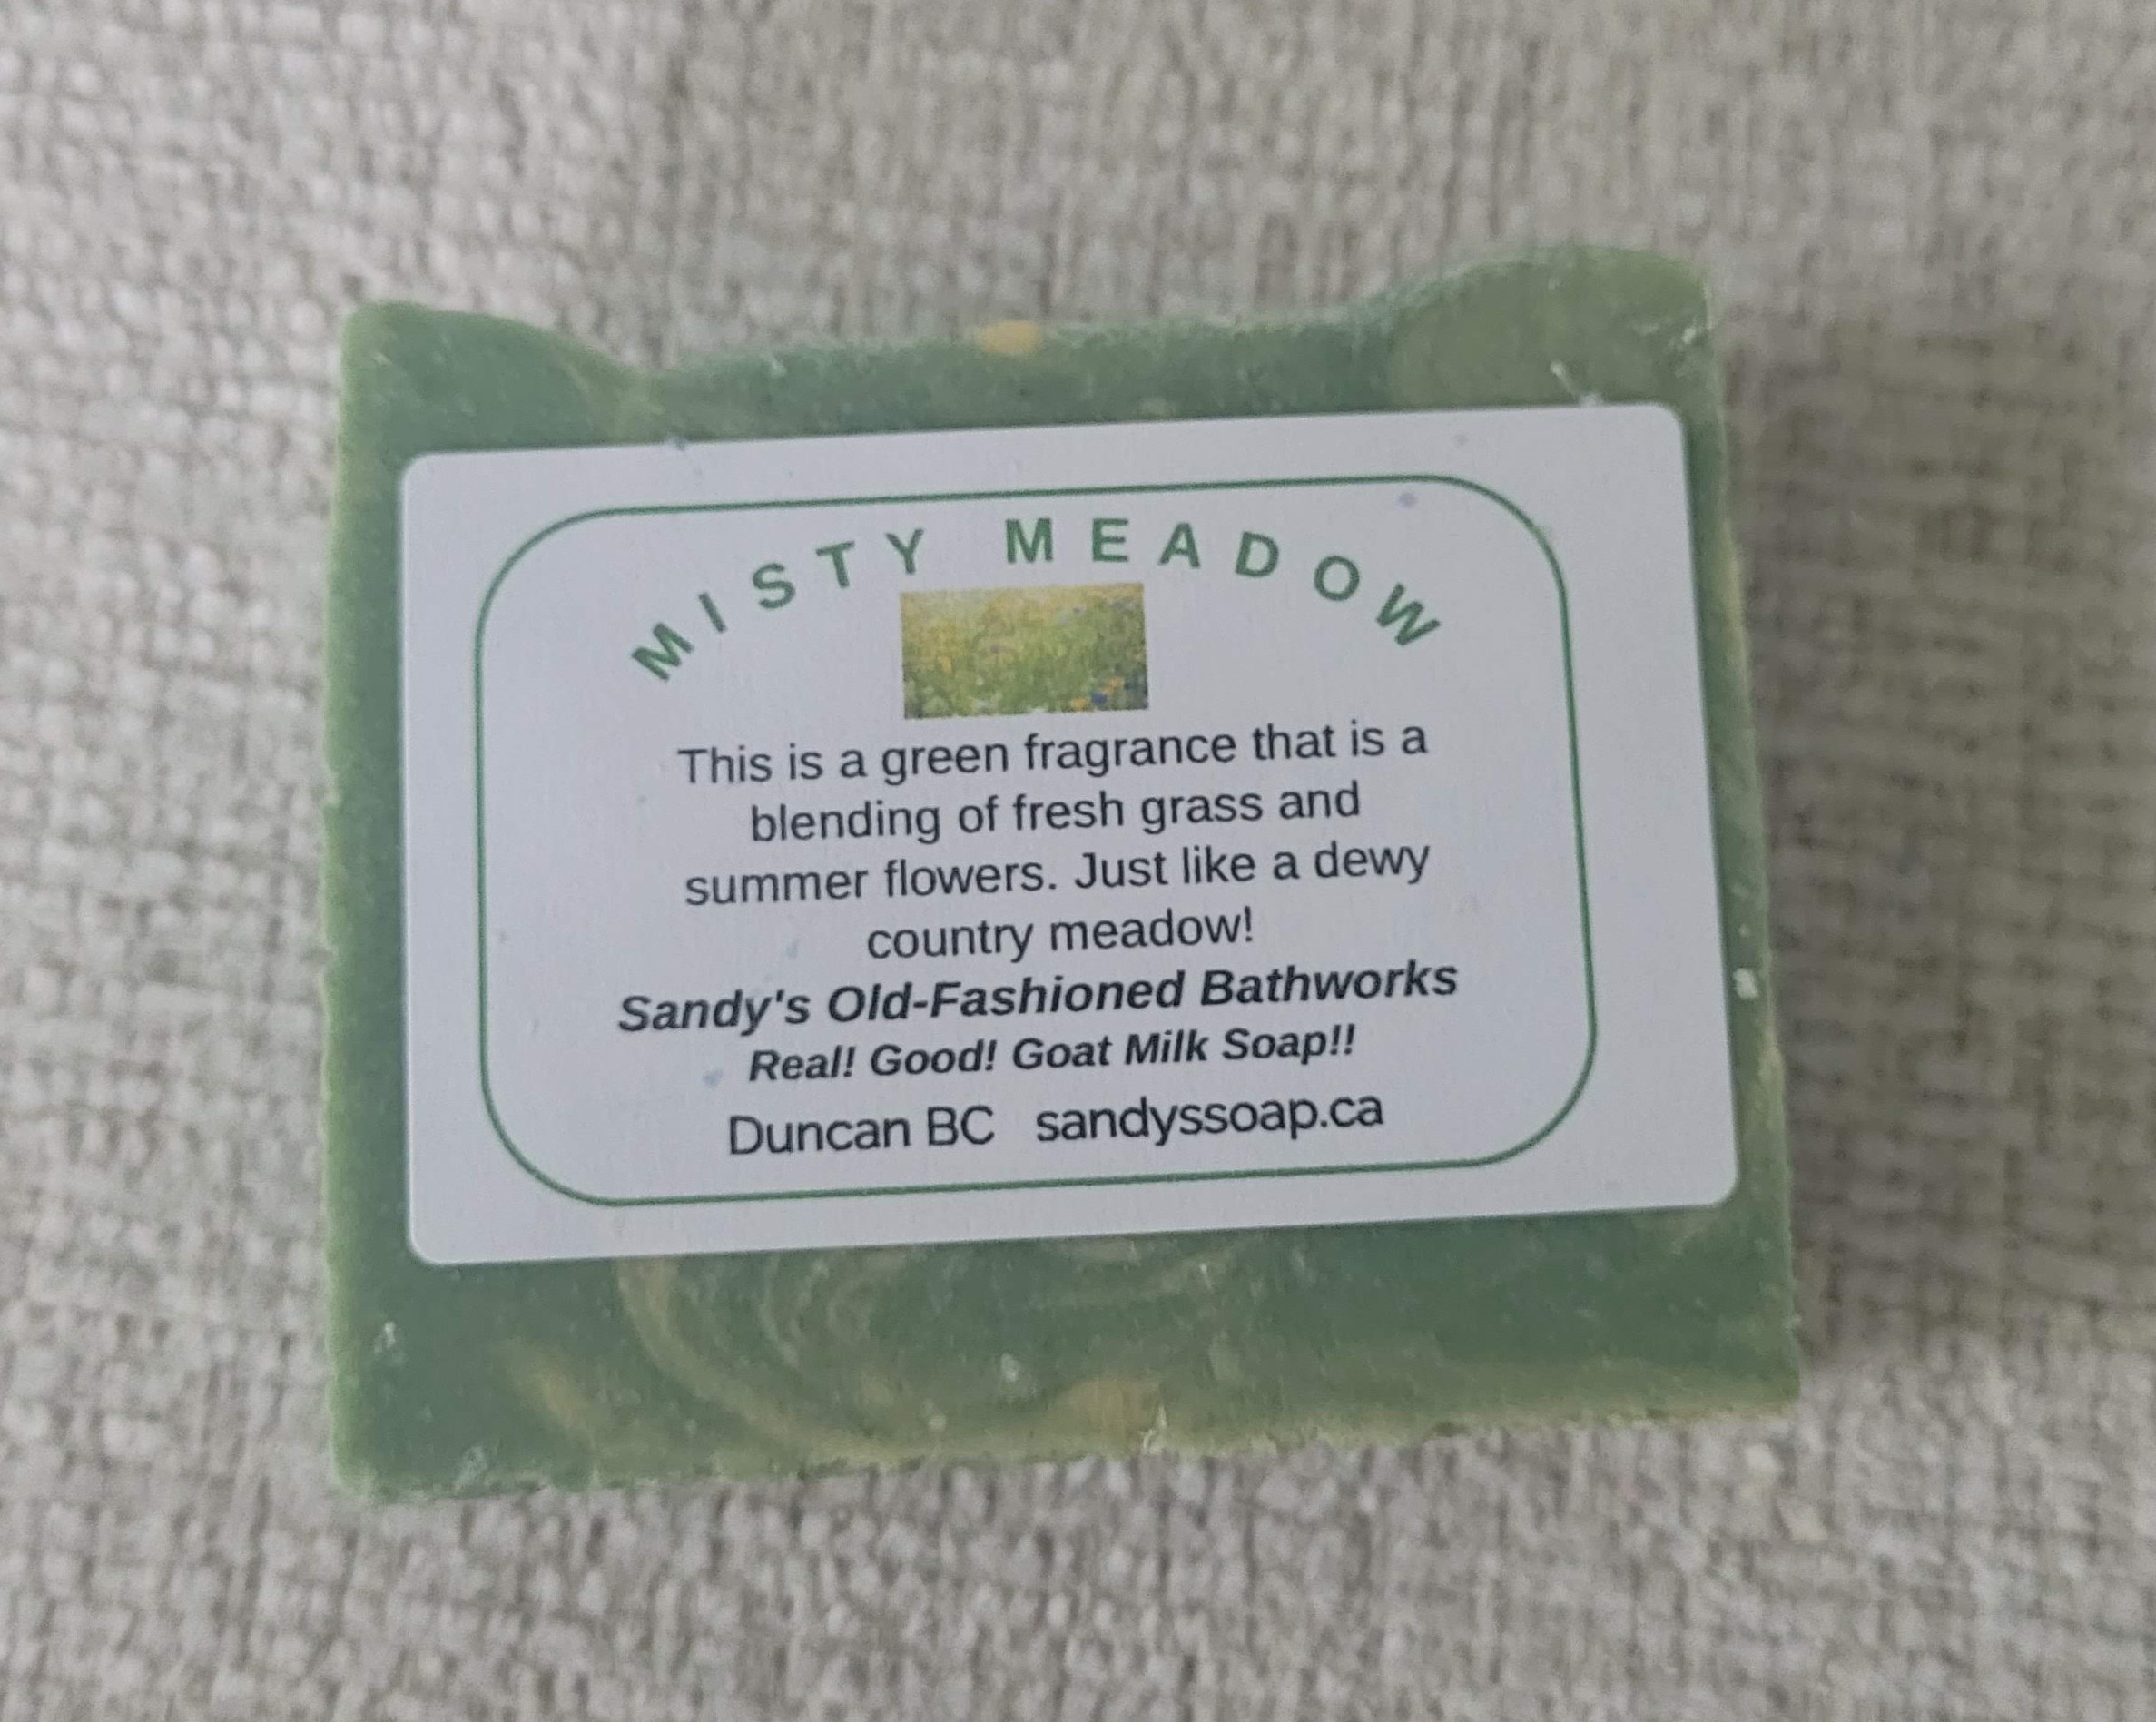 MISTY MEADOW
This is a green fragrance that is a
blending of fresh grass and
summer flowers. Just like a dewy
country meadow!
Sandy's Old-Fashioned Bathworks
Real! Good! Goat Milk Soap!!
Duncan BC sandyssoap.ca